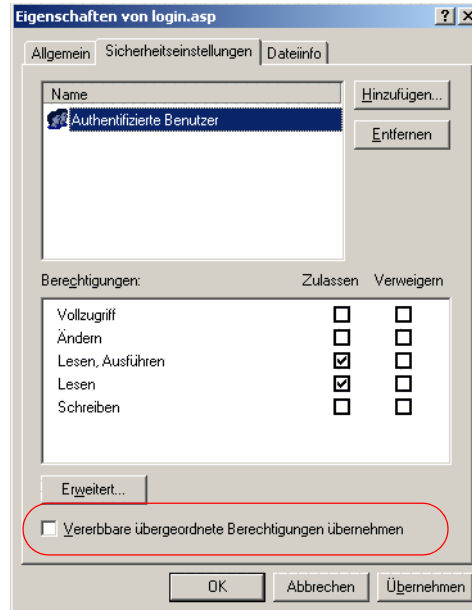 Eigenschaften von login.asp
Allgemein Sicherheitseinstellungen Dateiinfo
Name
Hinzufügen...
Authentifizierte Benutzer
Entfernen
Berechtigungen: Zulassen Verweigern
Vollzugriff
Ändern
Lesen, Ausführen
Lesen
Schreiben
Erweitert...
Vererbbare übergeordnete Berechtigungen übernehmen
OK Abbrechen Übernehmen